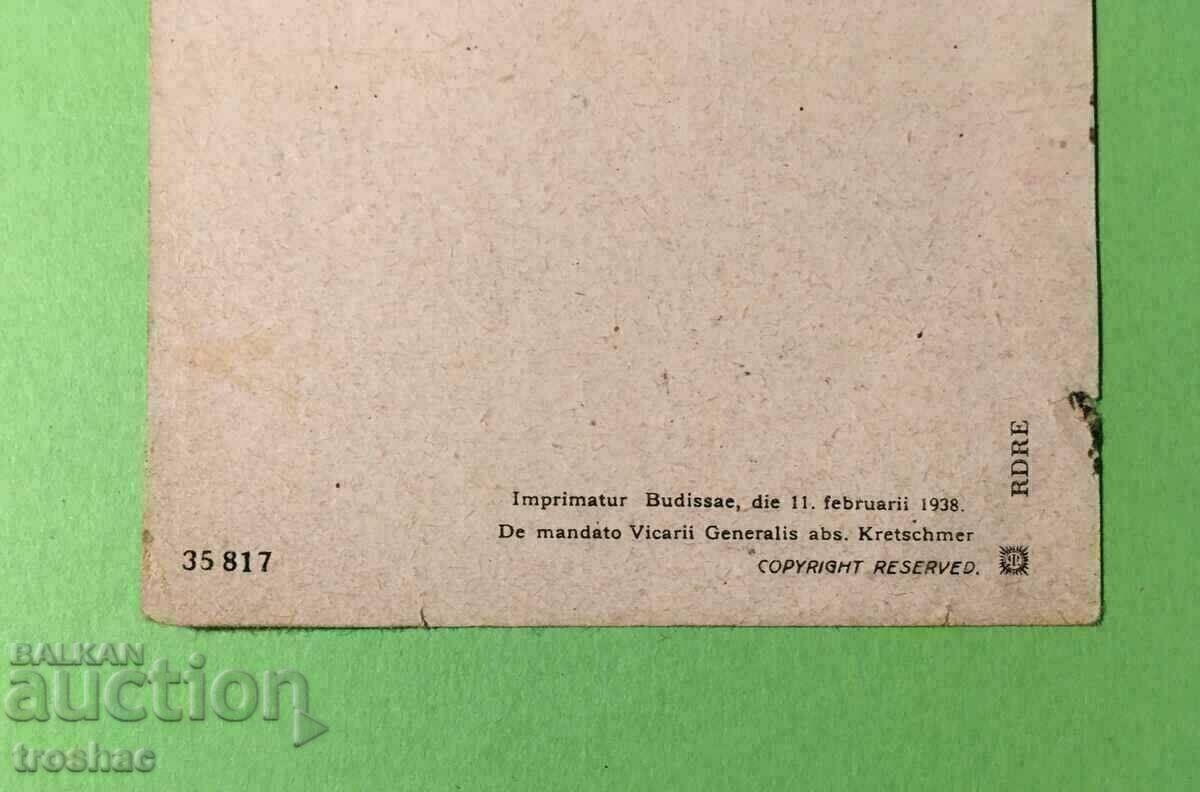 RDRE
Imprimatur Budissae, die 11. februarii 1938.
De mandato Vicarii Generalis abs. Kretschmer
35 817
COPYRIGHT RESERVED.
BALKAN
auction
troshac